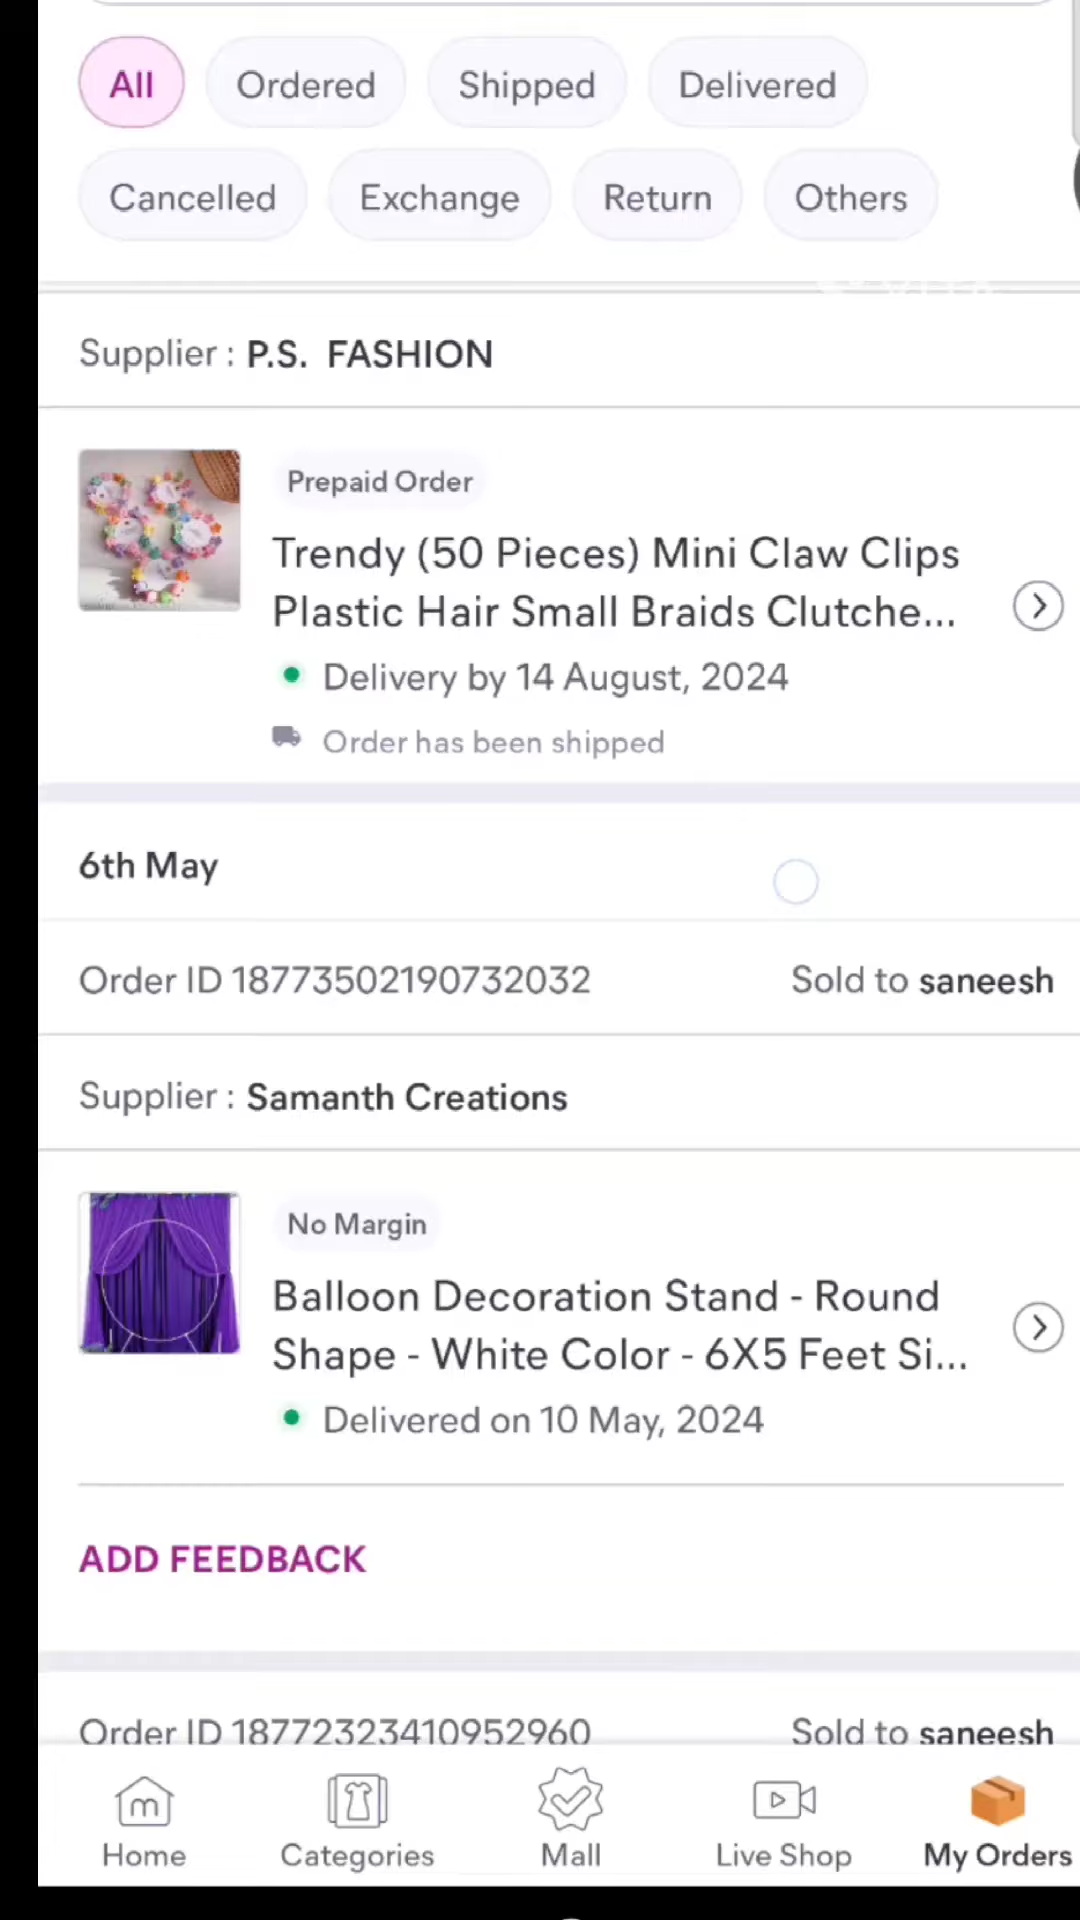 All
Ordered
Shipped
Delivered
Cancelled
Exchange
Return
Others
Supplier : P.S. FASHION
Prepaid Order
Trendy (50 Pieces) Mini Claw Clips
Plastic Hair Small Braids Clutche...
Delivery by 14 August, 2024
Order has been shipped
6th May
Order ID 18773502190732032
Sold to saneesh
Supplier : Samanth Creations
No Margin
Balloon Decoration Stand - Round
Shape - White Color - 6X5 Feet Si...
Delivered on 10 May, 2024
ADD FEEDBACK
Order ID 18772323410952960
Sold to saneesh
Home
Categories
Mall
Live Shop
My Orders